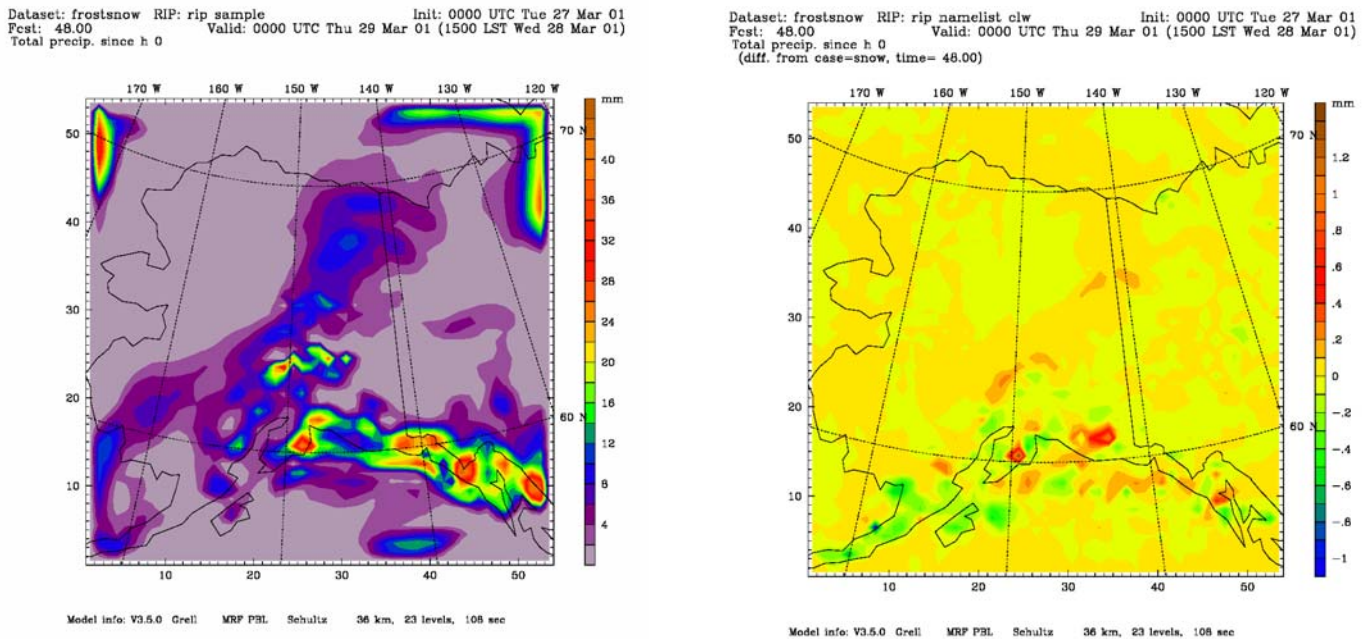 Dataset: frostsnow RIP: rip sample Init: 0000 UTC Tue 27 Mar 01
Fcst: 48.00 Valid: 0000 UTC Thu 29 Mar 01 (1500 LST Wed 28 Mar 01)
Total precip. since h 0
170 W 160 W 150 W 140 W 130 W 120 W
mm
70 N
60 N
50
40
30
20
10
10 20 30 40 50
40
36
32
28
24
20
16
12
8
4
Model info: V3.5.0 Grell MRF PBL Schultz 36 km, 23 levels, 108 sec
Dataset: frostsnow RIP: rip namelist clw Init: 0000 UTC Tue 27 Mar 01
Fcst: 48.00 Valid: 0000 UTC Thu 29 Mar 01 (1500 LST Wed 28 Mar 01)
Total precip. since h 0
(diff. from case=snow, time= 48.00)
170 W 160 W 150 W 140 W 130 W 120 W
mm
70 N
60 N
50
40
30
20
10
10 20 30 40 50
1.2
1
.8
.6
.4
.2
0
-.2
-.4
-.6
-.8
-1
Model info: V3.5.0 Grell MRF PBL Schultz 36 km, 23 levels, 108 sec